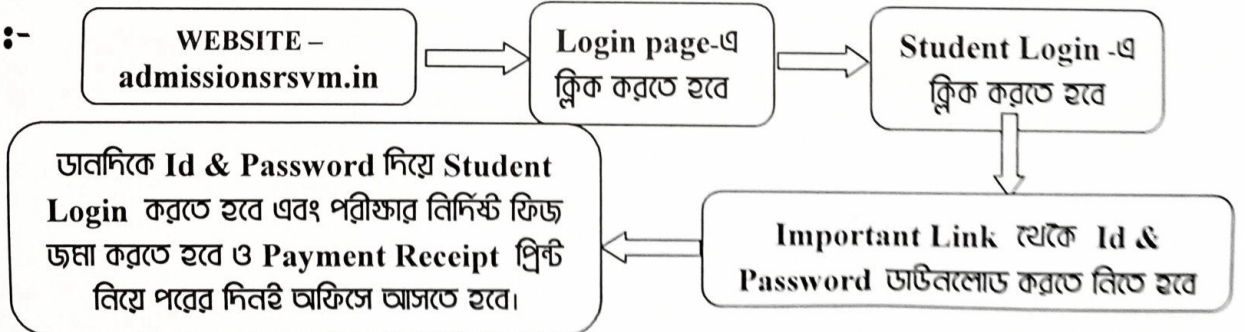 :-
WEBSITE –
admissionsrsvm.in
Login page-এ
ক্লিক করতে হবে
Student Login -এ
ক্লিক করতে হবে
Important Link থেকে Id &
Password ডাউনলোড করতে নিতে হবে
ডানদিকে Id & Password দিয়ে Student
Login করতে হবে এবং পরীক্ষার নির্দিষ্ট ফিজ
জমা করতে হবে ও Payment Receipt প্রিন্ট
নিয়ে পরের দিনই অফিসে আসতে হবে।